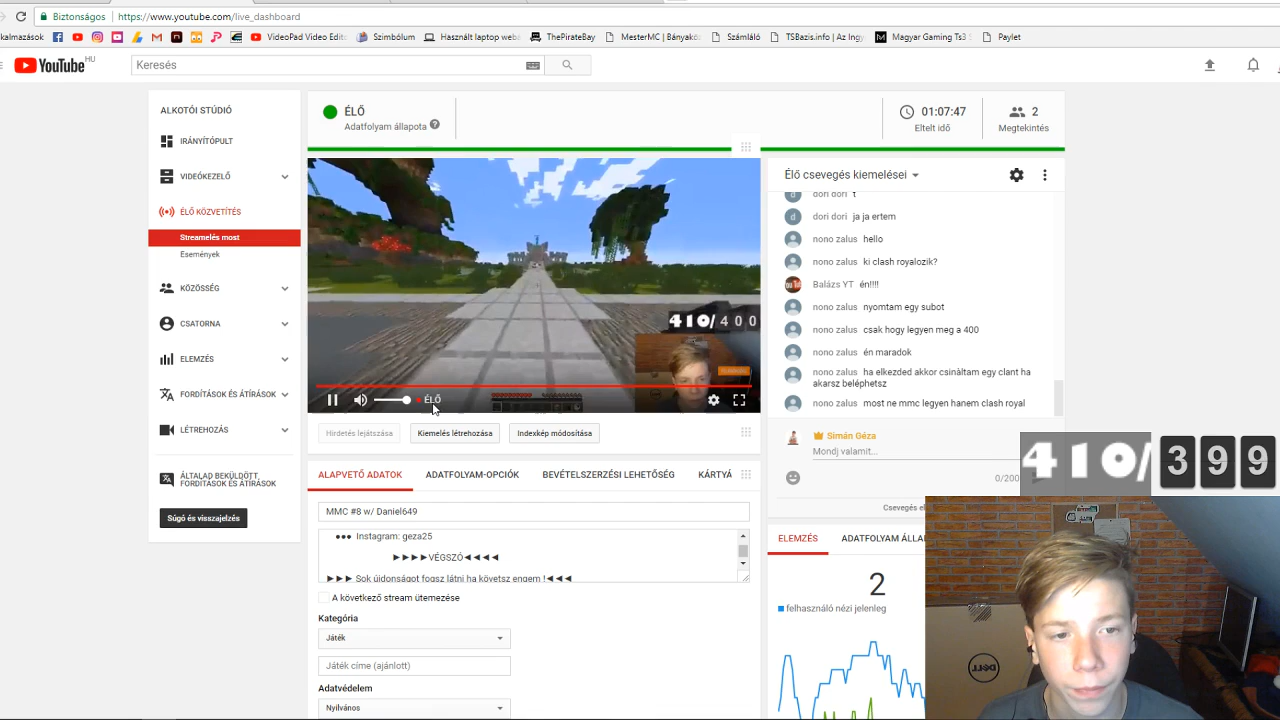 Biztonságos
https://www.youtube.com/live_dashboard
kalmazások
VideoPad Video Edit
Szimbólum
Használt laptop web
ThePirateBay
MesterMC | Bányak
Számláló
TSBazis.info | Az Ingy
Magyar Gaming Ts3 S
Paylet
YouTube HU
Keresés
ALKOTÓI STÚDIÓ
IRÁNYÍTÓPULT
VIDEÓKEZELŐ
ÉLŐ KÖZVETÍTÉS
Streamelés most
Események
KÖZÖSSÉG
CSATORNA
ELEMZÉS
FORDÍTÁSOK ÉS ÁTÍRÁSOK
LÉTREHOZÁS
ÁLTALAD BEKÜLDÖTT,
FORDÍTÁSOK ÉS ÁTÍRÁSOK
Súgó és visszajelzés
ÉLŐ
Adatfolyam állapota
01:07:47
Eltelt idő
2
Megtekintés
410/400
ÉLŐ
Hirdetés lejátszása
Kiemelés létrehozása
Indexkép módosítása
ALAPVETŐ ADATOK
ADATFOLYAM-OPCIÓK
BEVÉTELSZERZÉSI LEHETŐSÉG
KÁRTYÁ
MMC #8 w/ Daniel649
●●● Instagram: geza25
►►►►VÉGSZÓ◄◄◄◄
►►► Sok újdonságot fogsz látni ha követsz engem !◄◄◄
A következő stream ütemezése
Kategória
Játék
Játék címe (ajánlott)
Adatvédelem
Nyilvános
Élő csevegés kiemelései
dori dori t
dori dori ja ja ertem
nono zalus hello
nono zalus ki clash royalozik?
Balázs YT én!!!!
nono zalus nyomtam egy subot
nono zalus csak hogy legyen meg a 400
nono zalus én maradok
nono zalus ha elkezded akkor csináltam egy clant ha
akarsz beléphetsz
nono zalus most ne mmc legyen hanem clash royal
Simán Géza
Mondj valamit...
0/200
Csevegés el
410/399
ELEMZÉS
ADATFOLYAM ÁLLA
2
felhasználó nézi jelenleg
DELL